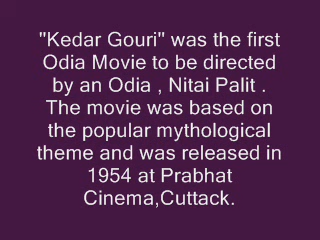 "Kedar Gouri" was the first
Odia Movie to be directed
by an Odia , Nitai Palit .
The movie was based on
the popular mythological
theme and was released in
1954 at Prabhat
Cinema,Cuttack.